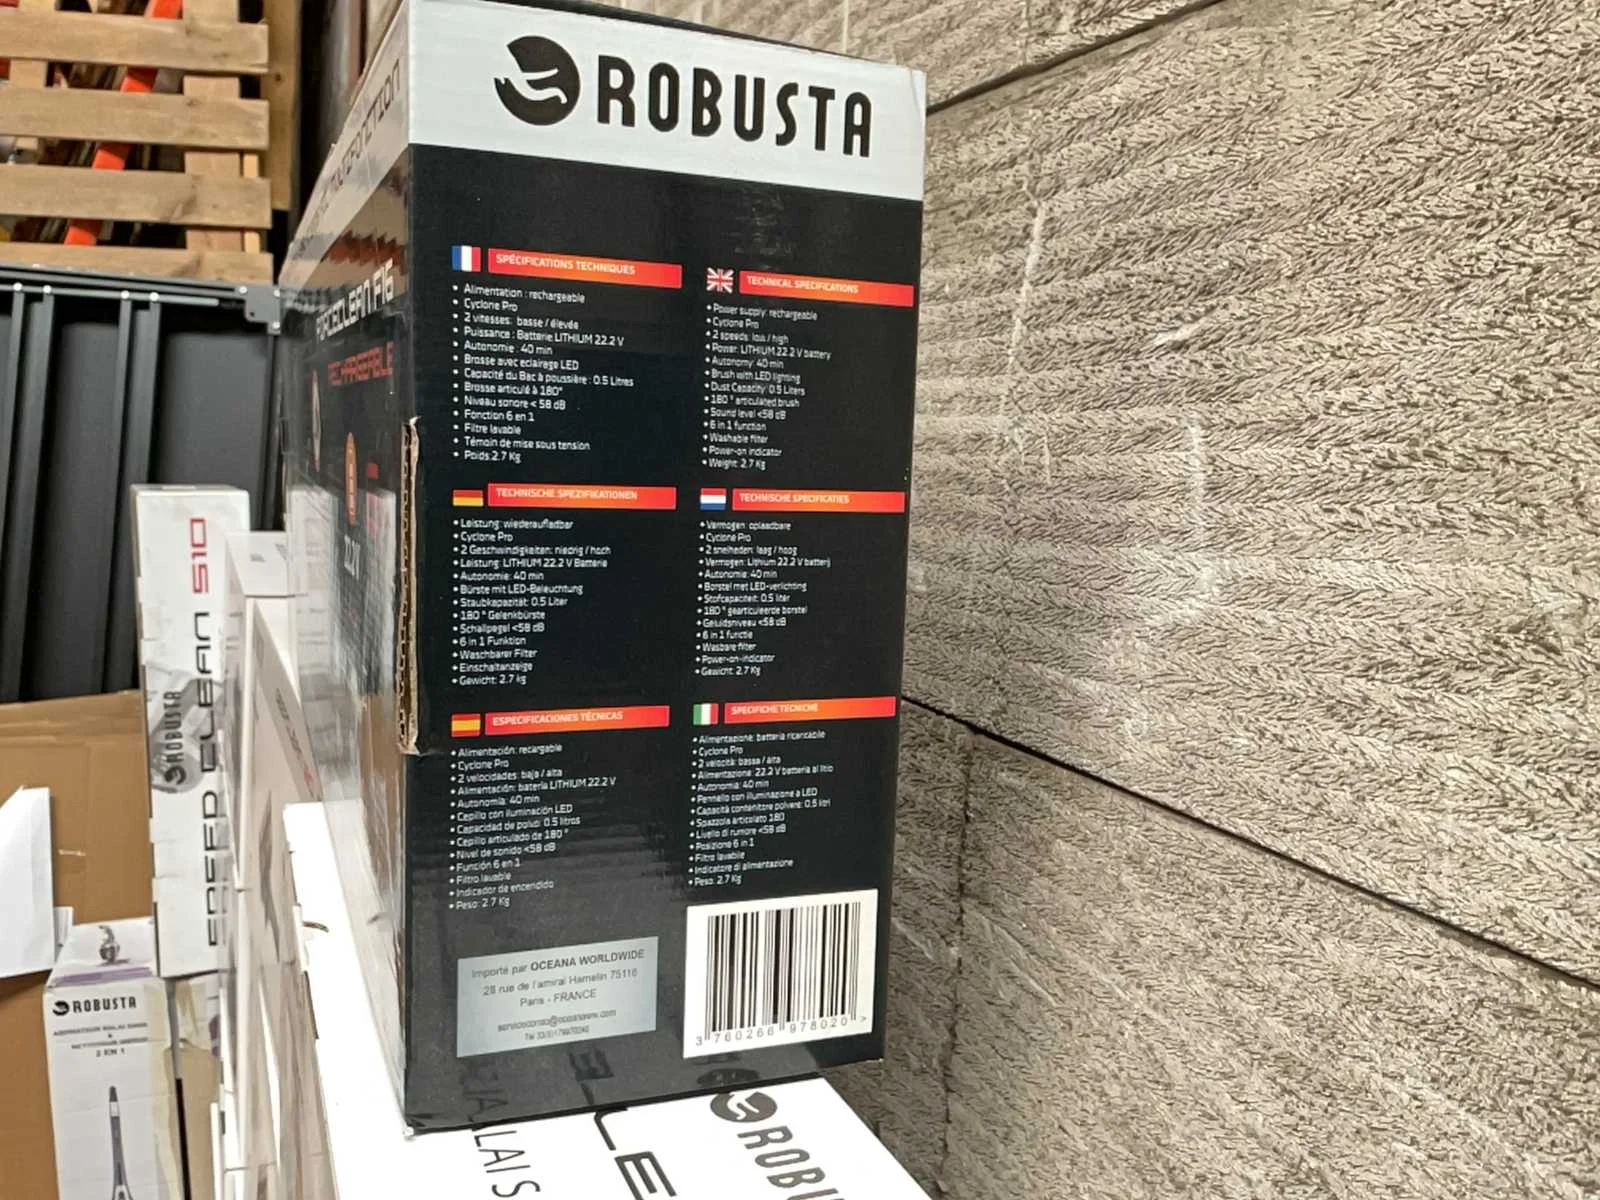 ROBUSTA
SPÉCIFICATIONS TECHNIQUES
• Alimentation : rechargeable
• Cyclone Pro
• 2 vitesses: basse / élevée
• Puissance : Batterie LITHIUM 22.2 V
• Autonomie : 40 min
• Brosse avec eclairage LED
• Capacité du Bac à poussière : 0.5 Litres
• Brosse articulé à 180°
• Niveau sonore < 58 dB
• Fonction 6 en 1
• Filtre lavable
• Témoin de mise sous tension
• Poids: 2.7 Kg
TECHNICAL SPECIFICATIONS
• Power supply: rechargeable
• Cyclone Pro
• 2 speeds: low / high
• Power: LITHIUM 22.2 V battery
• Autonomy: 40 min
• Brush with LED lighting
• Dust Capacity: 0.5 Liters
• 180 ° articulated brush
• Sound level <58 dB
• 6 in 1 function
• Washable filter
• Power-on indicator
• Weight: 2.7 Kg
TECHNISCHE SPEZIFIKATIONEN
• Leistung: wiederaufladbar
• Cyclone Pro
• 2 Geschwindigkeiten: niedrig / hoch
• Leistung: LITHIUM 22.2 V Batterie
• Autonomie: 40 min
• Bürste mit LED-Beleuchtung
• Staubkapazität: 0.5 Liter
• 180 ° Gelenkbürste
• Schallpegel <58 dB
• 6 in 1 Funktion
• Waschbarer Filter
• Einschaltanzeige
• Gewicht: 2.7 kg
TECHNISCHE SPECIFICATIES
• Vermogen: oplaadbare
• Cyclone Pro
• 2 snelheden: laag / hoog
• Vermogen: Lithium 22.2 V batterij
• Autonomie: 40 min
• Borstel met LED-verlichting
• Stofcapaciteit: 0.5 liter
• 180 ° gearticuleerde borstel
• Geluidsniveau <58 dB
• 6 in 1 functie
• Wasbare filter
• Power-on-indicator
• Gewicht: 2.7 Kg
ESPECIFICACIONES TÉCNICAS
• Alimentación: recargable
• Cyclone Pro
• 2 velocidades: baja / alta
• Alimentación: batería LITHIUM 22.2 V
• Autonomía: 40 min
• Cepillo con iluminación LED
• Capacidad de polvo: 0.5 litros
• Cepillo articulado de 180 °
• Nivel de sonido <58 dB
• Función 6 en 1
• Filtro lavable
• Indicador de encendido
• Peso: 2.7 Kg
SPECIFICHE TECNICHE
• Alimentazione: batteria ricaricabile
• Cyclone Pro
• 2 velocità: bassa / alta
• Alimentazione: 22.2 V batteria al litio
• Autonomia: 40 min
• Pennello con illuminazione a LED
• Capacità contenitore polvere: 0.5 litri
• Spazzola articolato 180
• Livello di rumore <58 dB
• Posizione 6 in 1
• Filtro lavabile
• Indicatore di alimentazione
• Peso: 2.7 Kg
Importé par OCEANA WORLDWIDE
28 rue de l'amiral Hamelin 75116
Paris - FRANCE
3 760266 978020 >
FORCECLEAN F16
RECHARGEABLE
22.2V
ROBUSTA
SPEED CLEAN S10
ROBUSTA
2 EN 1